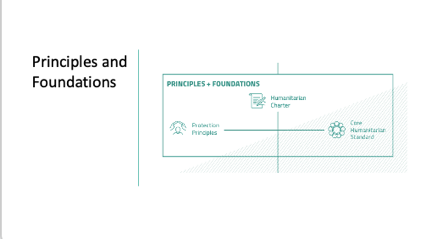 Principles and
Foundations
PRINCIPLES + FOUNDATIONS
Humanitarian
Charter
Protection
Principles
Core
Humanitarian
Standard